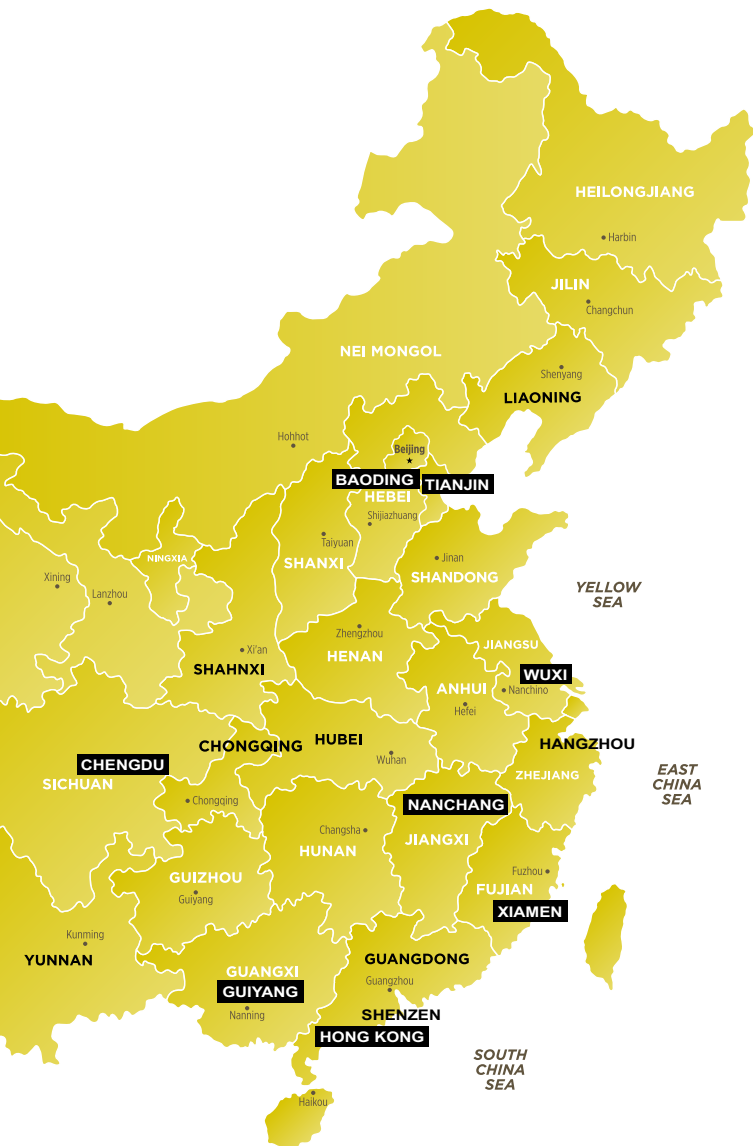 HEILONGJIANG
Harbin
JILIN
Changchun
NEI MONGOL
Shenyang
LIAONING
Hohhot
Beijing
BAODING
TIANJIN
HEBEI
Shijiazhuang
Taiyuan
SHANXI
NINGXIA
Jinan
SHANDONG
Xining
Lanzhou
YELLOW
SEA
Zhengzhou
HENAN
JIANGSU
Xi'an
SHAHNXI
WUXI
ANHUI
Nanchino
Hefei
CHONGQING
HUBEI
HANGZHOU
Wuhan
CHENGDU
SICHUAN
ZHEJIANG
EAST
CHINA
SEA
Chongqing
NANCHANG
Changsha
HUNAN
JIANGXI
GUIZHOU
Guiyang
Fuzhou
FUJIAN
XIAMEN
Kunming
YUNNAN
GUANGXI
GUIYANG
Nanning
GUANGDONG
Guangzhou
SHENZEN
HONG KONG
SOUTH
CHINA
SEA
Haikou